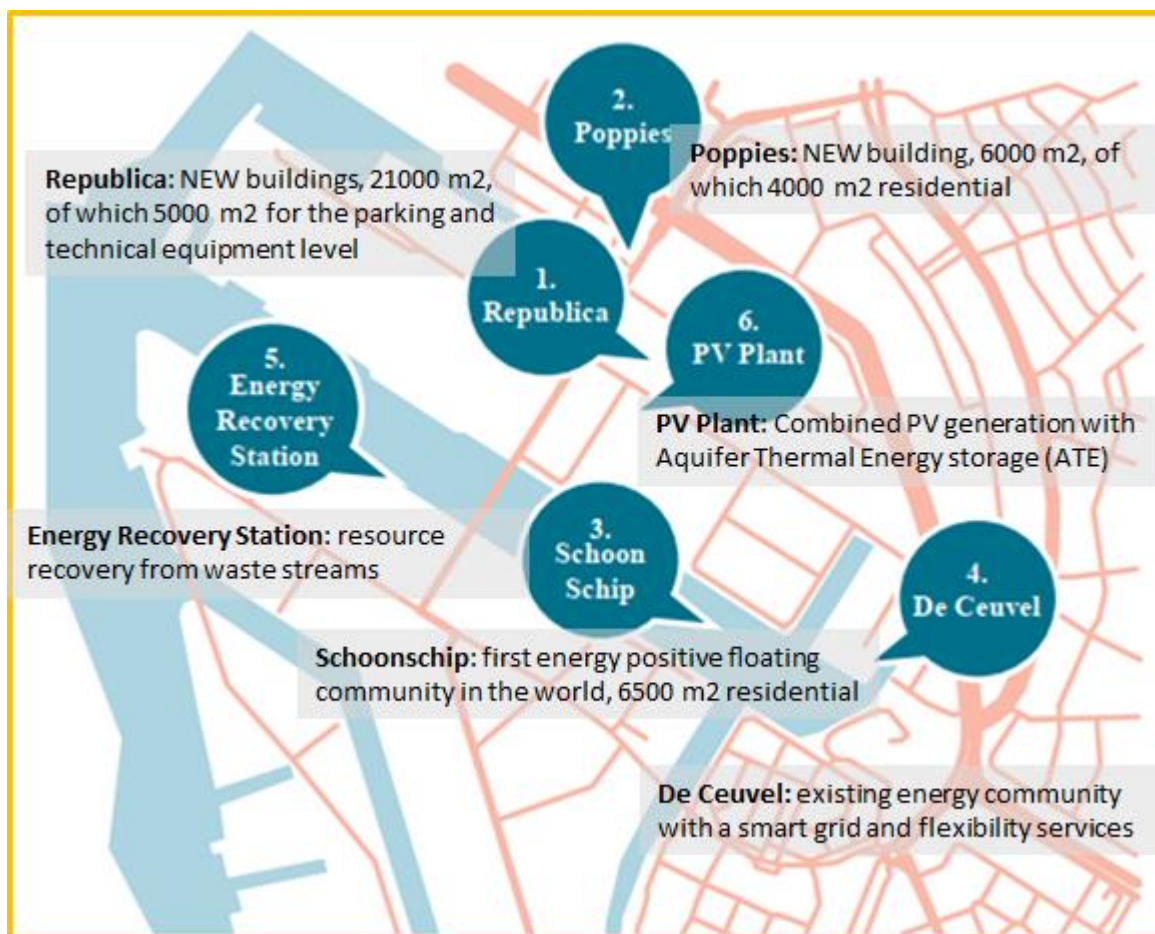 2.
Poppies
Poppies: NEW building, 6000 m2, of
which 4000 m2 residential
Republica: NEW buildings, 21000 m2,
of which 5000 m2 for the parking and
technical equipment level
1.
Republica
6.
PV Plant
5.
Energy
Recovery
Station
PV Plant: Combined PV generation with
Aquifer Thermal Energy storage (ATE)
Energy Recovery Station: resource
recovery from waste streams
3.
Schoon
Schip
4.
De Ceuvel
Schoonschip: first energy positive floating
community in the world, 6500 m2 residential
De Ceuvel: existing energy community
with a smart grid and flexibility services